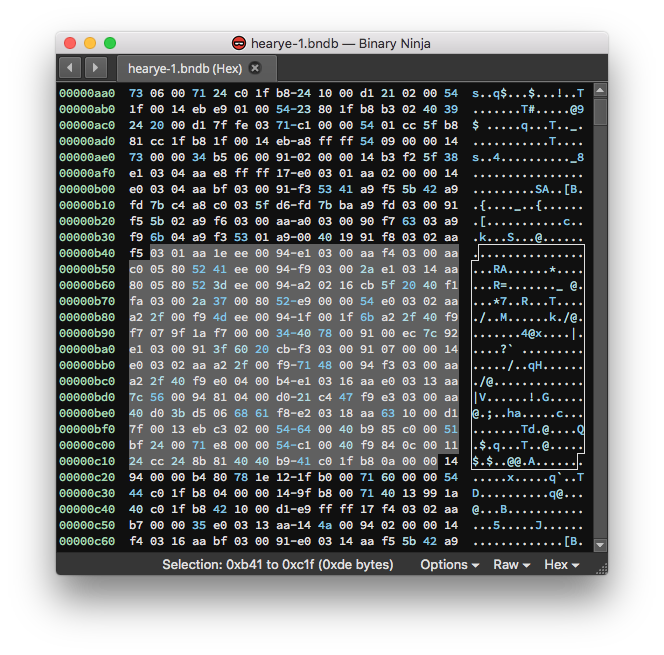 hearye-1.bndb — Binary Ninja
hearye-1.bndb (Hex)
00000aa0 73 06 00 71 24 c0 1f b8-24 10 00 d1 21 02 00 54 s..q$...$...!..T
00000ab0 1f 00 14 eb e9 01 00 54-23 80 1f b8 b3 02 40 39 .......T#.....@9
00000ac0 24 20 00 d1 7f fe 03 71-c1 00 00 54 01 cc 5f b8 $ .....q...T.._.
00000ad0 81 cc 1f b8 1f 00 14 eb-a8 ff ff 54 09 00 00 14 ...........T....
00000ae0 73 00 00 34 b5 06 00 91-02 00 00 14 b3 f2 5f 38 s..4.........._8
00000af0 e1 03 04 aa e8 ff ff 17-e0 03 01 aa 02 00 00 14 ................
00000b00 e0 03 04 aa bf 03 00 91-f3 53 41 a9 f5 5b 42 a9 .........SA..[B.
00000b10 fd 7b c4 a8 c0 03 5f d6-fd 7b ba a9 fd 03 00 91 .{...._..{......
00000b20 f5 5b 02 a9 f6 03 00 aa-a0 03 00 90 f7 63 03 a9 .[...........c..
00000b30 f9 6b 04 a9 f3 53 01 a9-00 40 19 91 f8 03 02 aa .k...S...@......
00000b40 f5 03 01 aa 1e ee 00 94-e1 03 00 aa f4 03 00 aa ................
00000b50 c0 05 80 52 41 ee 00 94-f9 03 00 2a e1 03 14 aa ...RA......*....
00000b60 80 05 80 52 3d ee 00 94-a2 02 16 cb 5f 20 40 f1 ...R=......._ @.
00000b70 fa 03 00 2a 37 00 80 52-e9 00 00 54 e0 03 02 aa ...*7..R...T....
00000b80 a2 2f 00 f9 4d ee 00 94-1f 00 1f 6b a2 2f 40 f9 ./..M......k./@.
00000b90 f7 07 9f 1a f7 00 00 34-40 78 00 91 00 ec 7c 92 .......4@x....|.
00000ba0 e1 03 00 91 3f 60 20 cb-f3 03 00 91 07 00 00 14 ....?` .........
00000bb0 e0 03 02 aa a2 2f 00 f9-71 48 00 94 f3 03 00 aa ...../..qH......
00000bc0 a2 2f 40 f9 e0 04 00 b4-e1 03 16 aa e0 03 13 aa ./@.............
00000bd0 7c 56 00 94 81 04 00 d0-21 c4 47 f9 e3 03 00 2a |V......!.G....*
00000be0 40 d0 3b d5 06 68 61 f8-e2 03 18 aa 63 10 00 d1 @.;..ha.....c...
00000bf0 7f 00 13 eb c3 02 00 54-64 00 40 b9 85 c0 00 51 .......Td.@....Q
00000c00 bf 24 00 71 e8 00 00 54-c1 00 40 f9 84 0c 00 11 .$.q...T..@.....
00000c10 24 cc 24 8b 81 40 40 b9-41 c0 1f b8 0a 00 00 14 $.$..@@.A.......
00000c20 94 00 00 b4 80 78 1e 12-1f b0 00 71 60 00 00 54 .....x.....q`..T
00000c30 44 c0 1f b8 04 00 00 14-9f b8 00 71 40 13 99 1a D..........q@...
00000c40 40 c0 1f b8 42 10 00 d1-e9 ff ff 17 f4 03 02 aa @...B...........
00000c50 b7 00 00 35 e0 03 13 aa-14 4a 00 94 02 00 00 14 ...5.....J......
00000c60 f4 03 16 aa bf 03 00 91-e0 03 14 aa f5 5b 42 a9 .............[B.
Selection: 0xb41 to 0xc1f (0xde bytes) Options Raw Hex